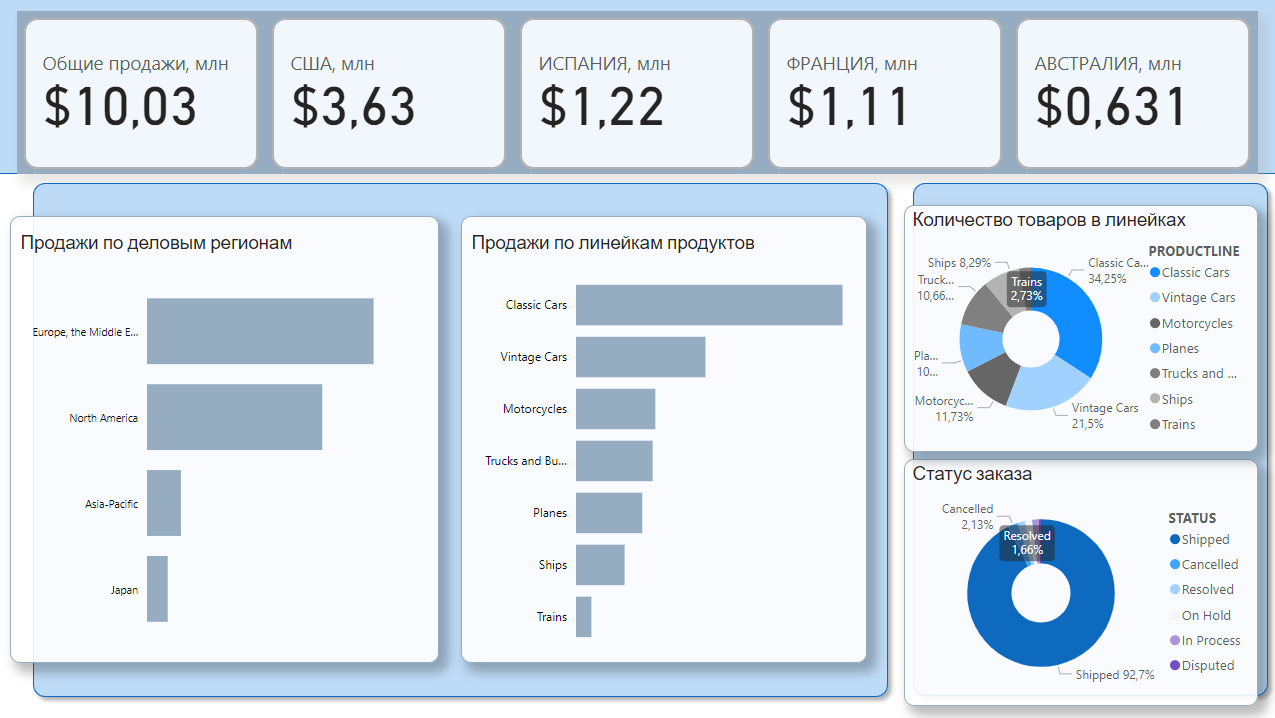 Общие продажи, млн
$10,03
США, млн
$3,63
ИСПАНИЯ, млн
$1,22
ФРАНЦИЯ, млн
$1,11
АВСТРАЛИЯ, млн
$0,631
Продажи по деловым регионам
Europe, the Middle E...
North America
Asia-Pacific
Japan
Продажи по линейкам продуктов
Classic Cars
Vintage Cars
Motorcycles
Trucks and Bu...
Planes
Ships
Trains
Количество товаров в линейках
Ships 8,29%
Truck...
10,66...
Pla...
10...
Motorcyc...
11,73%
Trains
2,73%
Classic Ca...
34,25%
Vintage Cars
21,5%
PRODUCTLINE
Classic Cars
Vintage Cars
Motorcycles
Planes
Trucks and ...
Ships
Trains
Статус заказа
Cancelled
2,13%
Resolved
1,66%
Shipped 92,7%
STATUS
Shipped
Cancelled
Resolved
On Hold
In Process
Disputed